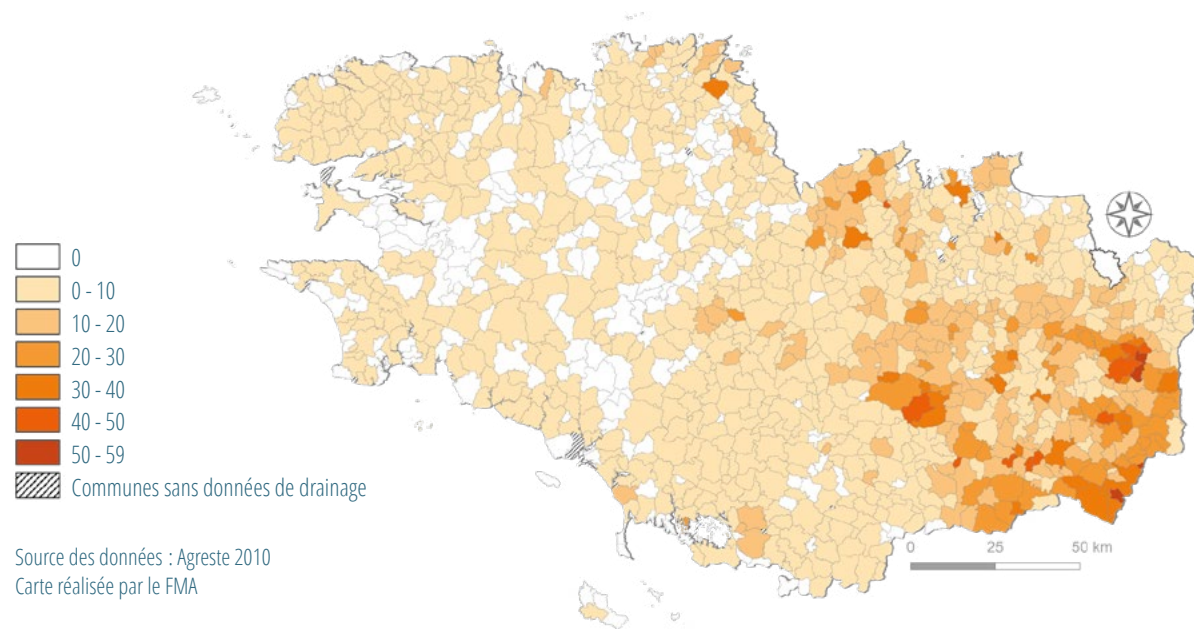 0
0 - 10
10 - 20
20 - 30
30 - 40
40 - 50
50 - 59
Communes sans données de drainage
Source des données : Agreste 2010
Carte réalisée par le FMA
0 25 50 km